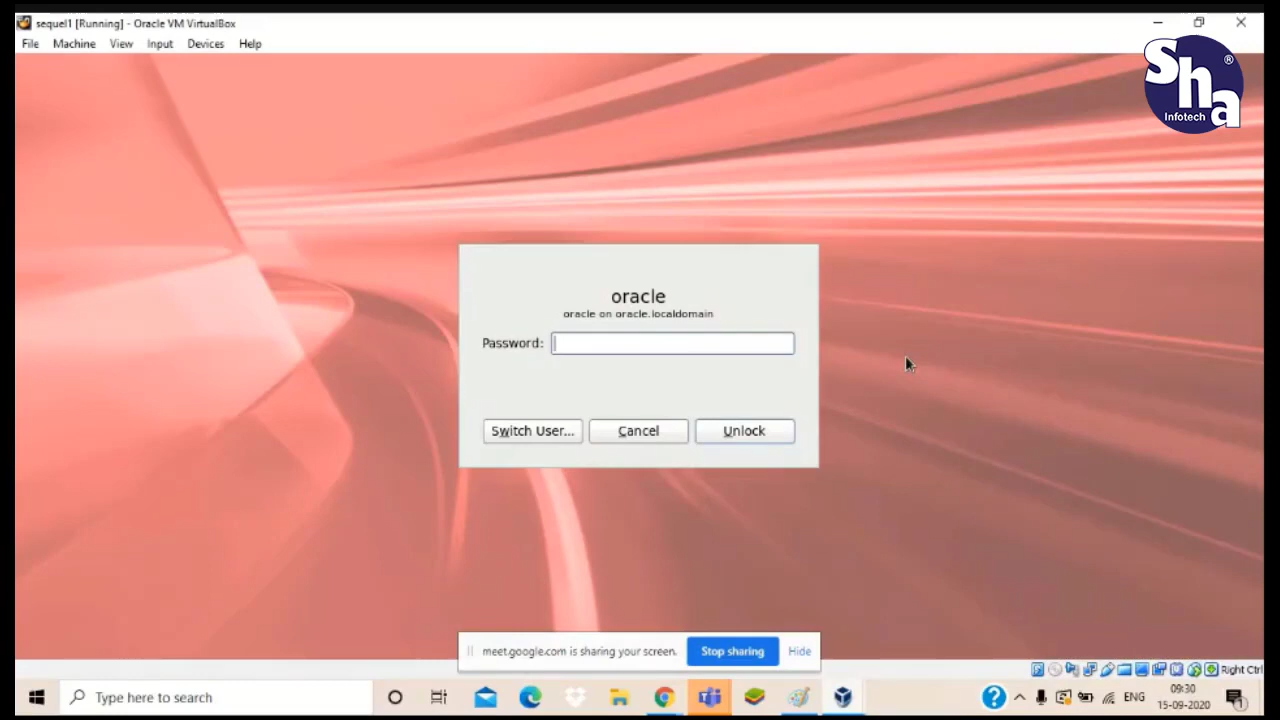 sequel1 [Running] - Oracle VM VirtualBox
File Machine View Input Devices Help
Sha ®
Infotech
oracle
oracle on oracle.localdomain
Password:
Switch User... Cancel Unlock
meet.google.com is sharing your screen. Stop sharing Hide
Right Ctrl
Type here to search
ENG
09:30
15-09-2020
1